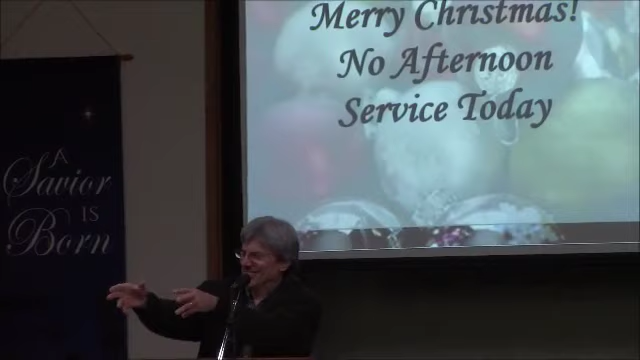 A
Savior
IS
Born
Merry Christmas!
No Afternoon
Service Today